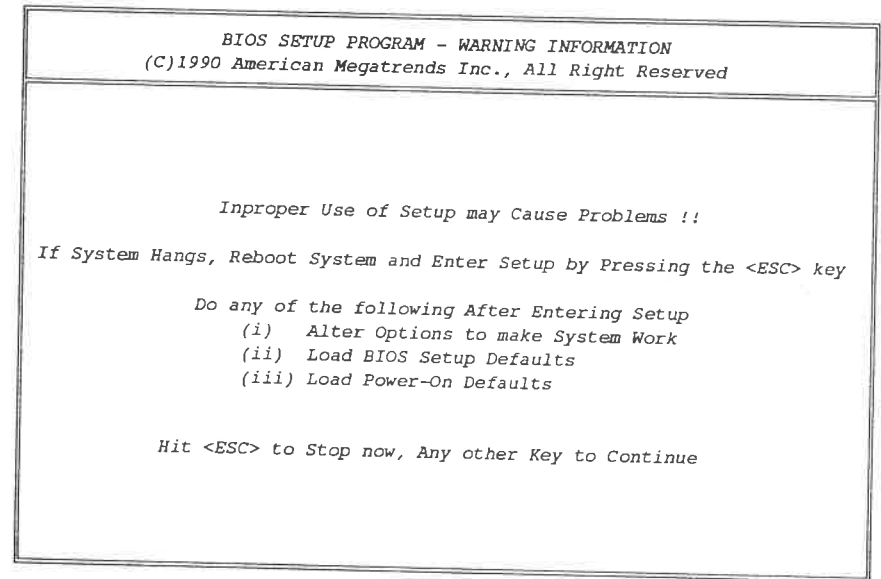 BIOS SETUP PROGRAM - WARNING INFORMATION
(C)1990 American Megatrends Inc., All Right Reserved
Inproper Use of Setup may Cause Problems !!
If System Hangs, Reboot System and Enter Setup by Pressing the <ESC> key
Do any of the following After Entering Setup
(i) Alter Options to make System Work
(ii) Load BIOS Setup Defaults
(iii) Load Power-On Defaults
Hit <ESC> to Stop now, Any other Key to Continue